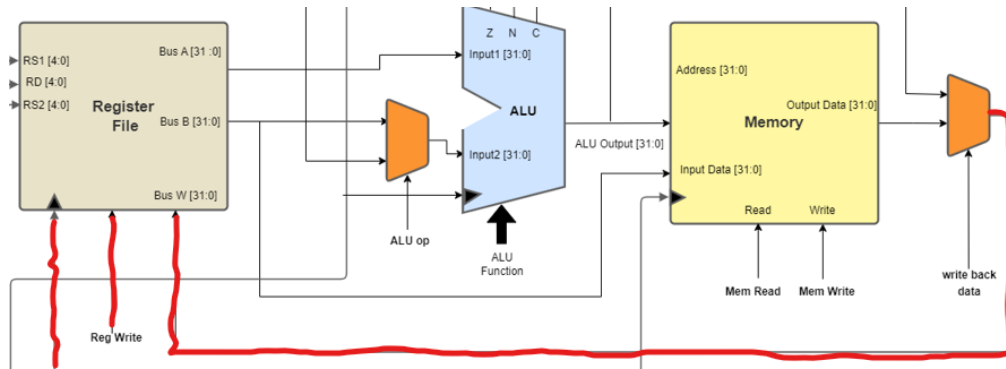 RS1 [4:0]
RD [4:0]
RS2 [4:0]
Register
File
Bus A [31 :0]
Bus B [31:0]
Bus W [31:0]
Reg Write
ALU op
Z N C
Input1 [31:0]
ALU
Input2 [31:0]
ALU
Function
ALU Output [31:0]
Address [31:0]
Output Data [31:0]
Memory
Input Data [31:0]
Read Write
Mem Read Mem Write
write back
data